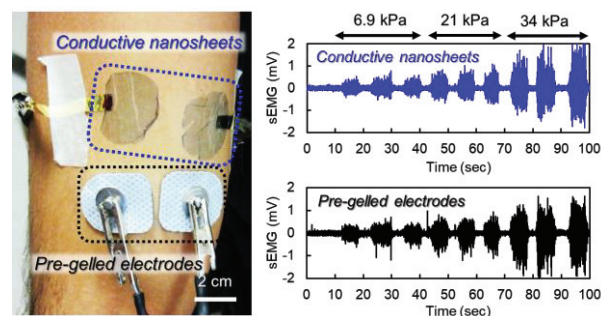 Conductive nanosheets
Pre-gelled electrodes
2 cm
6.9 kPa 21 kPa 34 kPa
sEMG (mV)
2
1
0
-1
-2
Conductive nanosheets
0 10 20 30 40 50 60 70 80 90 100
Time (sec)
sEMG (mV)
2
1
0
-1
-2
Pre-gelled electrodes
0 10 20 30 40 50 60 70 80 90 100
Time (sec)